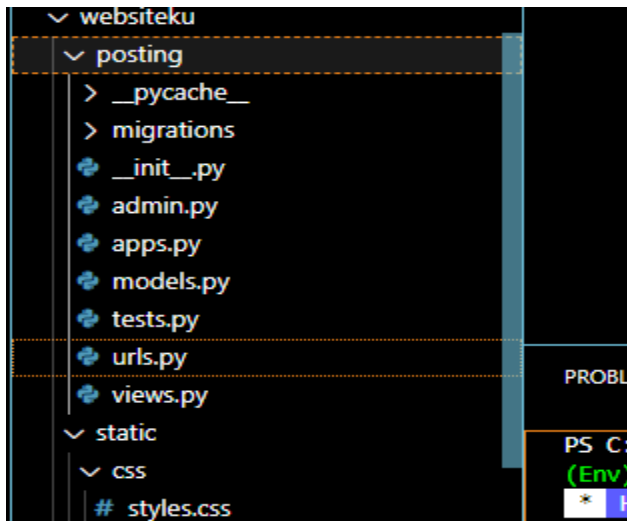 websiteku
posting
__pycache__
migrations
__init__.py
admin.py
apps.py
models.py
tests.py
urls.py
views.py
static
css
# styles.css
PROBL
PS C:
(Env)
* H